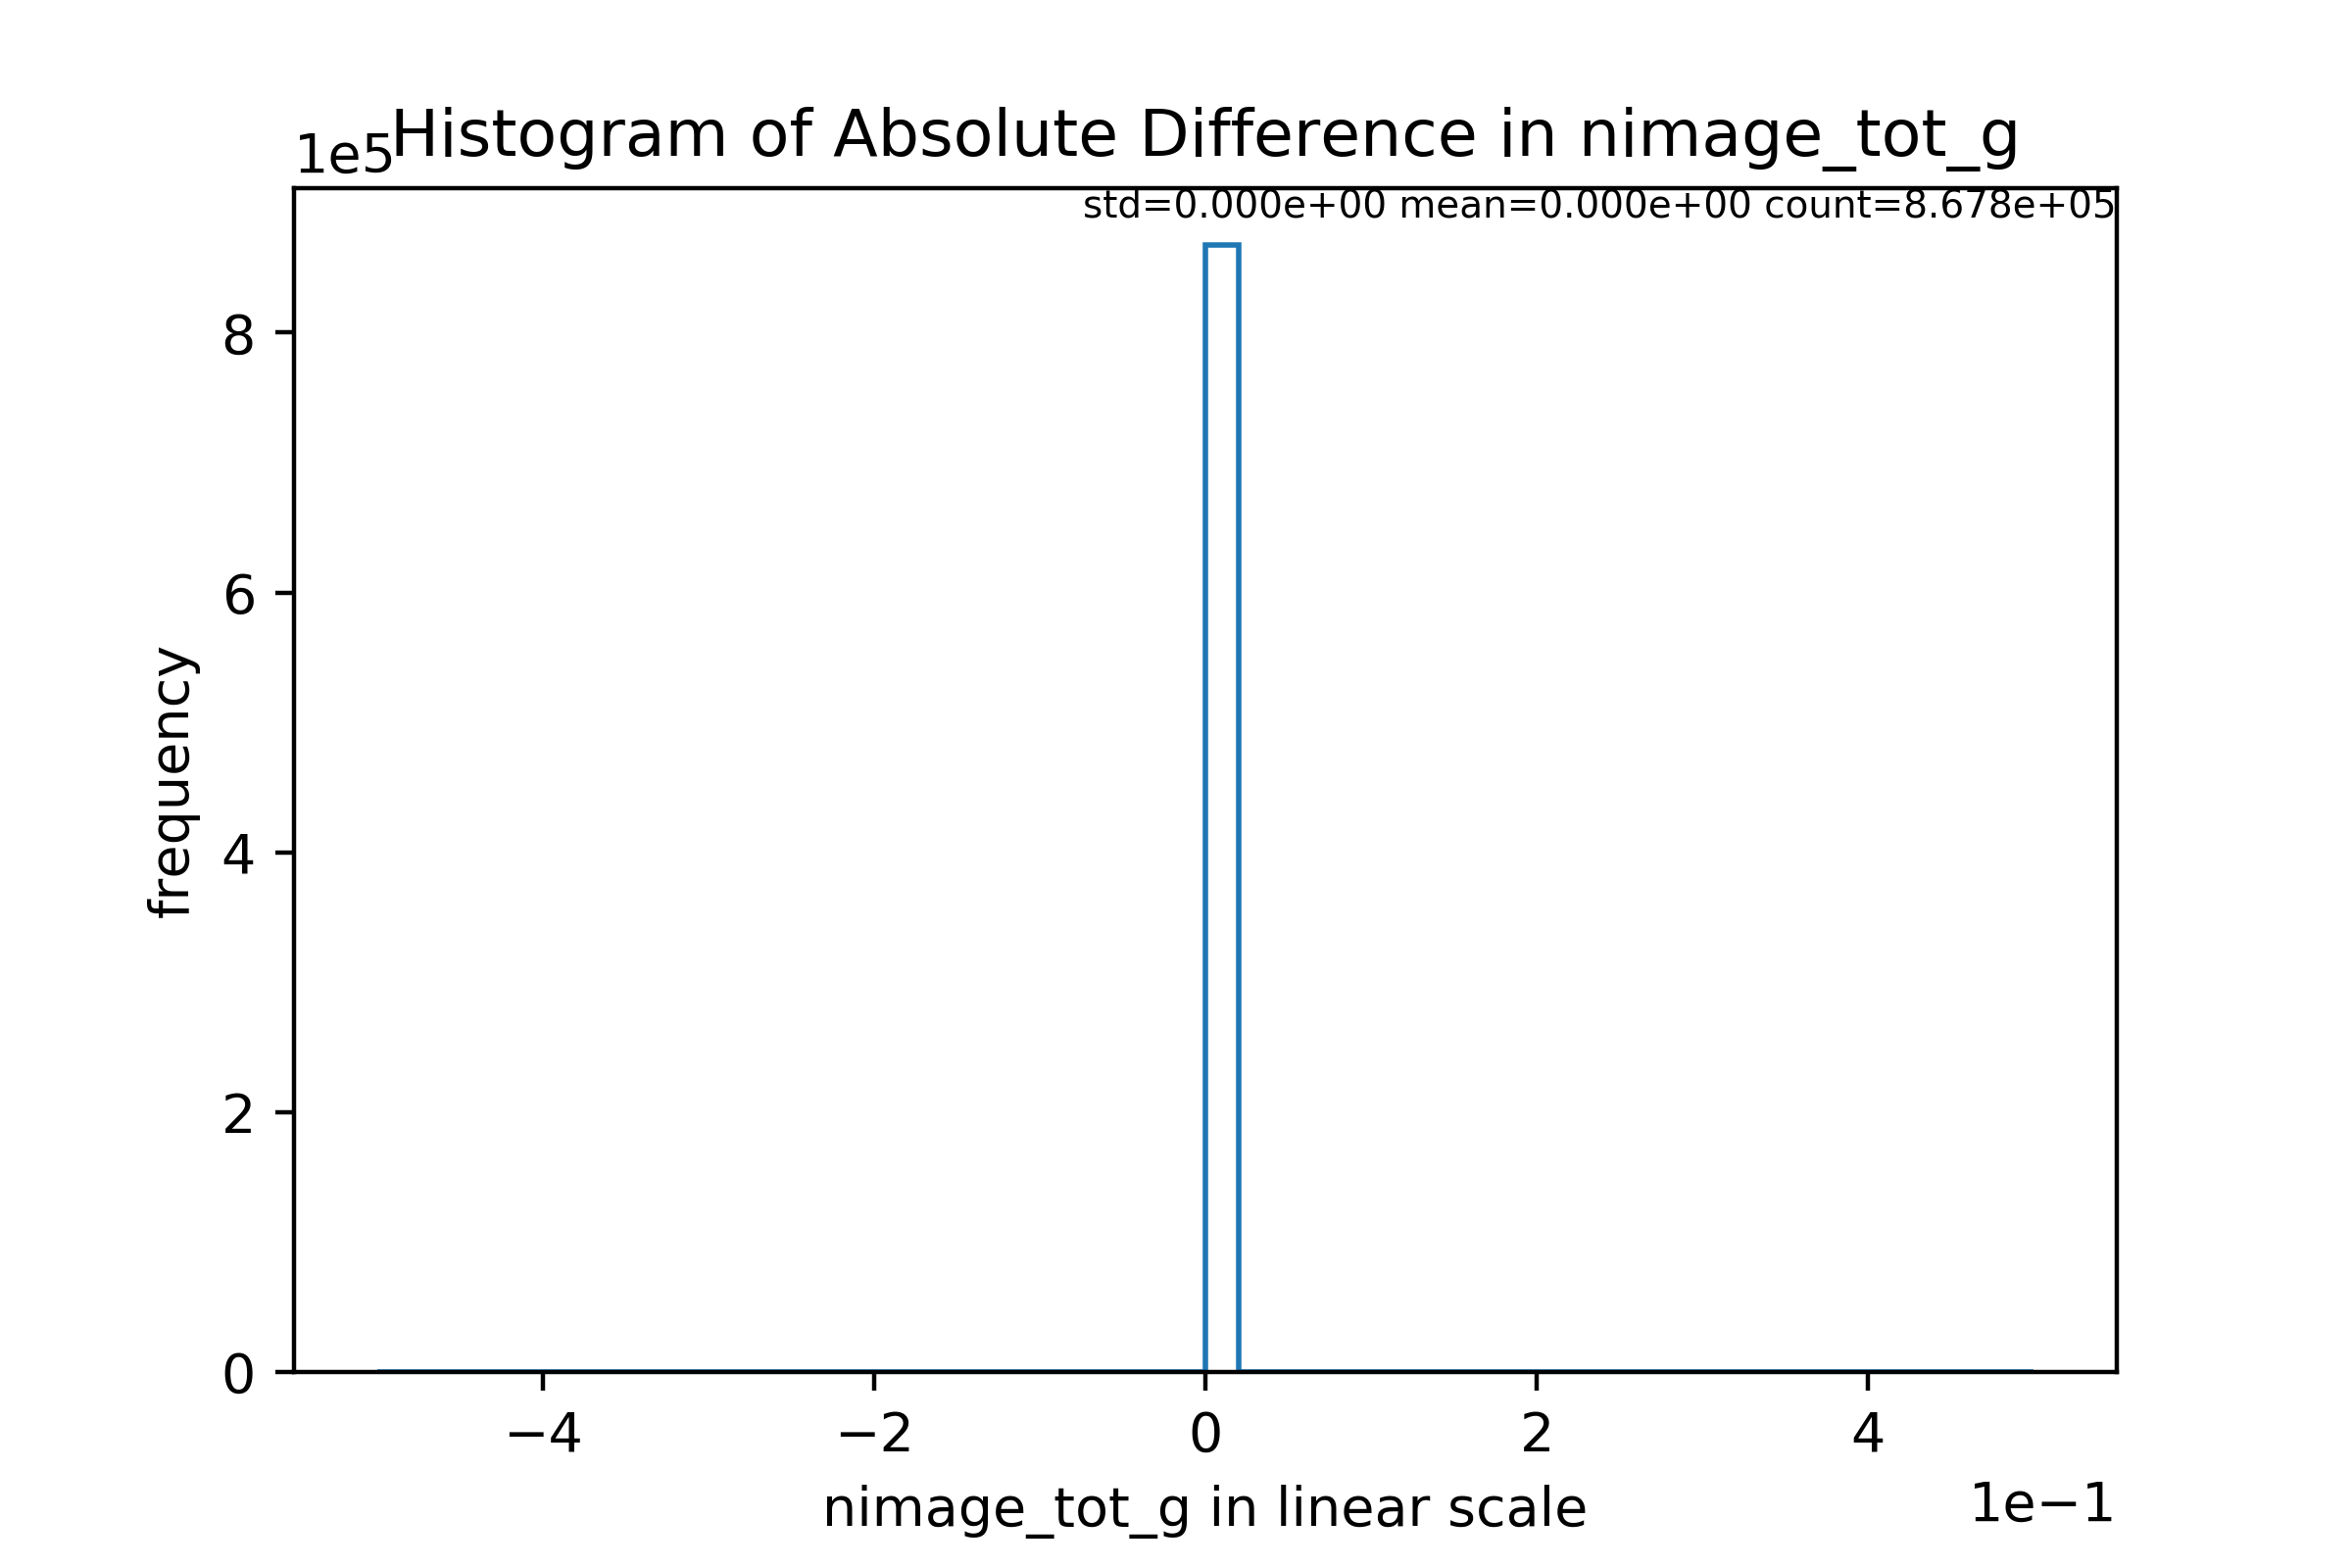 Histogram of Absolute Difference in nimage_tot_g
1e5
std=0.000e+00 mean=0.000e+00 count=8.678e+05
8
6
4
2
0
frequency
−4 −2 0 2 4
nimage_tot_g in linear scale
1e−1